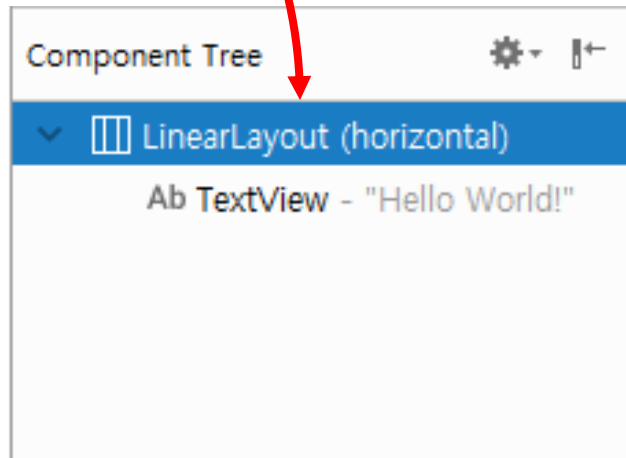 Component Tree
LinearLayout (horizontal)
Ab TextView - "Hello World!"